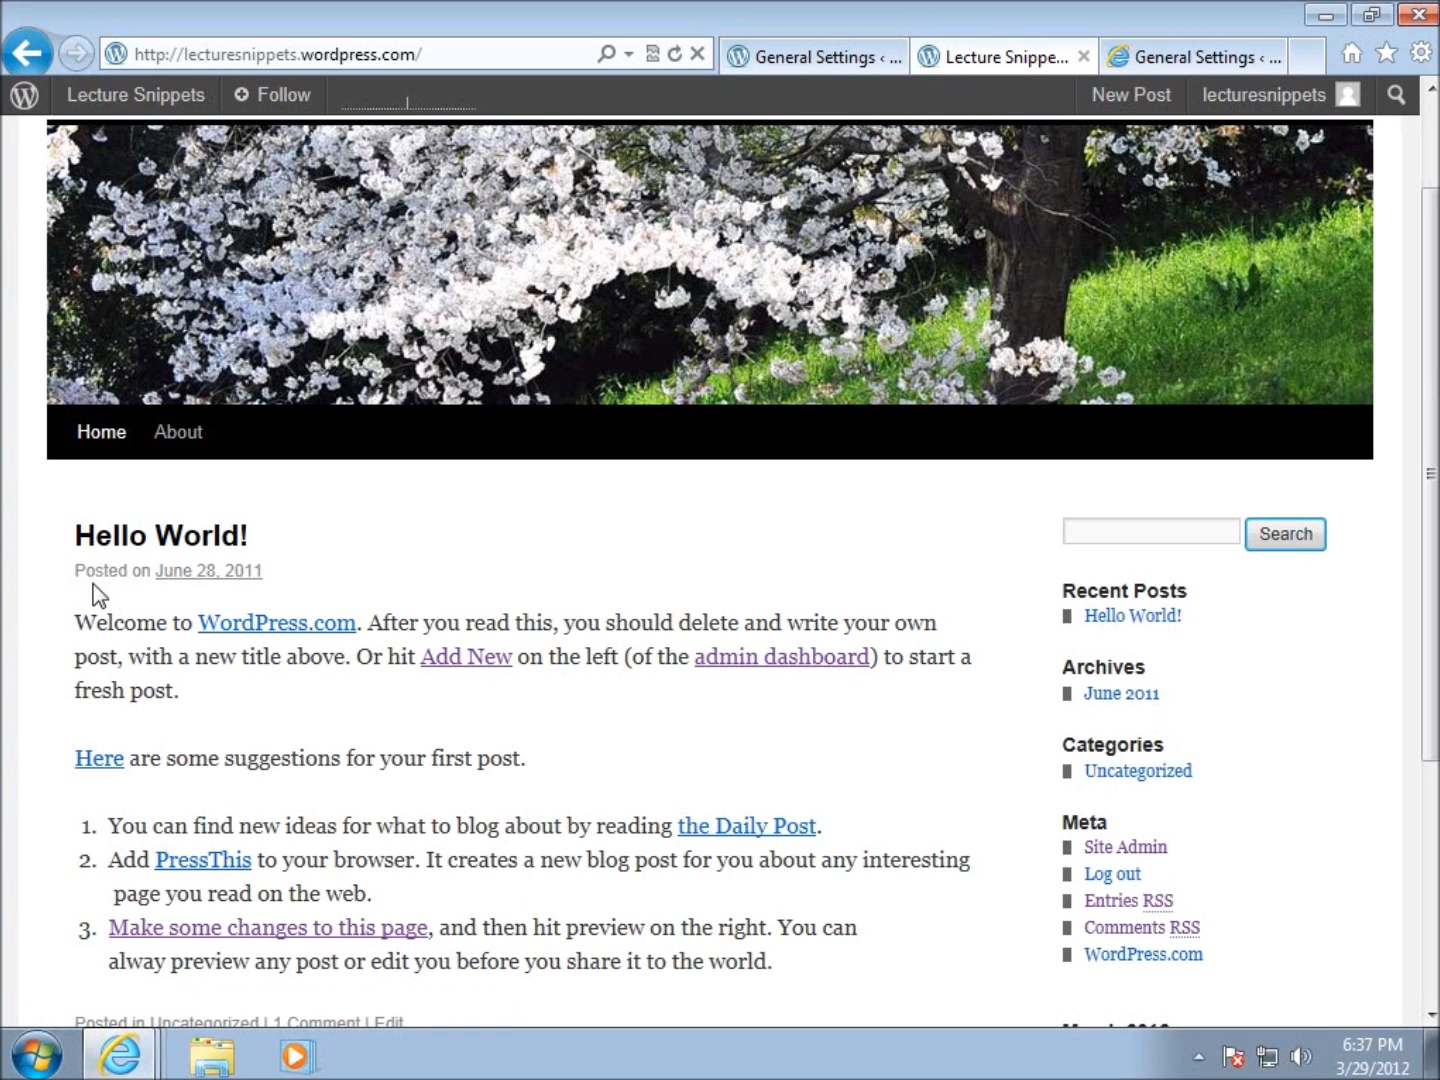 http://lecturesnippets.wordpress.com/
General Settings ‹ ...
Lecture Snippe...
General Settings ‹ ...
Lecture Snippets
Follow
New Post
lecturesnippets
Home
About
Hello World!
Posted on June 28, 2011
Welcome to WordPress.com. After you read this, you should delete and write your own
post, with a new title above. Or hit Add New on the left (of the admin dashboard) to start a
fresh post.
Here are some suggestions for your first post.
1. You can find new ideas for what to blog about by reading the Daily Post.
2. Add PressThis to your browser. It creates a new blog post for you about any interesting
page you read on the web.
3. Make some changes to this page, and then hit preview on the right. You can
alway preview any post or edit you before you share it to the world.
Posted in Uncategorized | 1 Comment | Edit
Search
Recent Posts
Hello World!
Archives
June 2011
Categories
Uncategorized
Meta
Site Admin
Log out
Entries RSS
Comments RSS
WordPress.com
March 2012
6:37 PM
3/29/2012